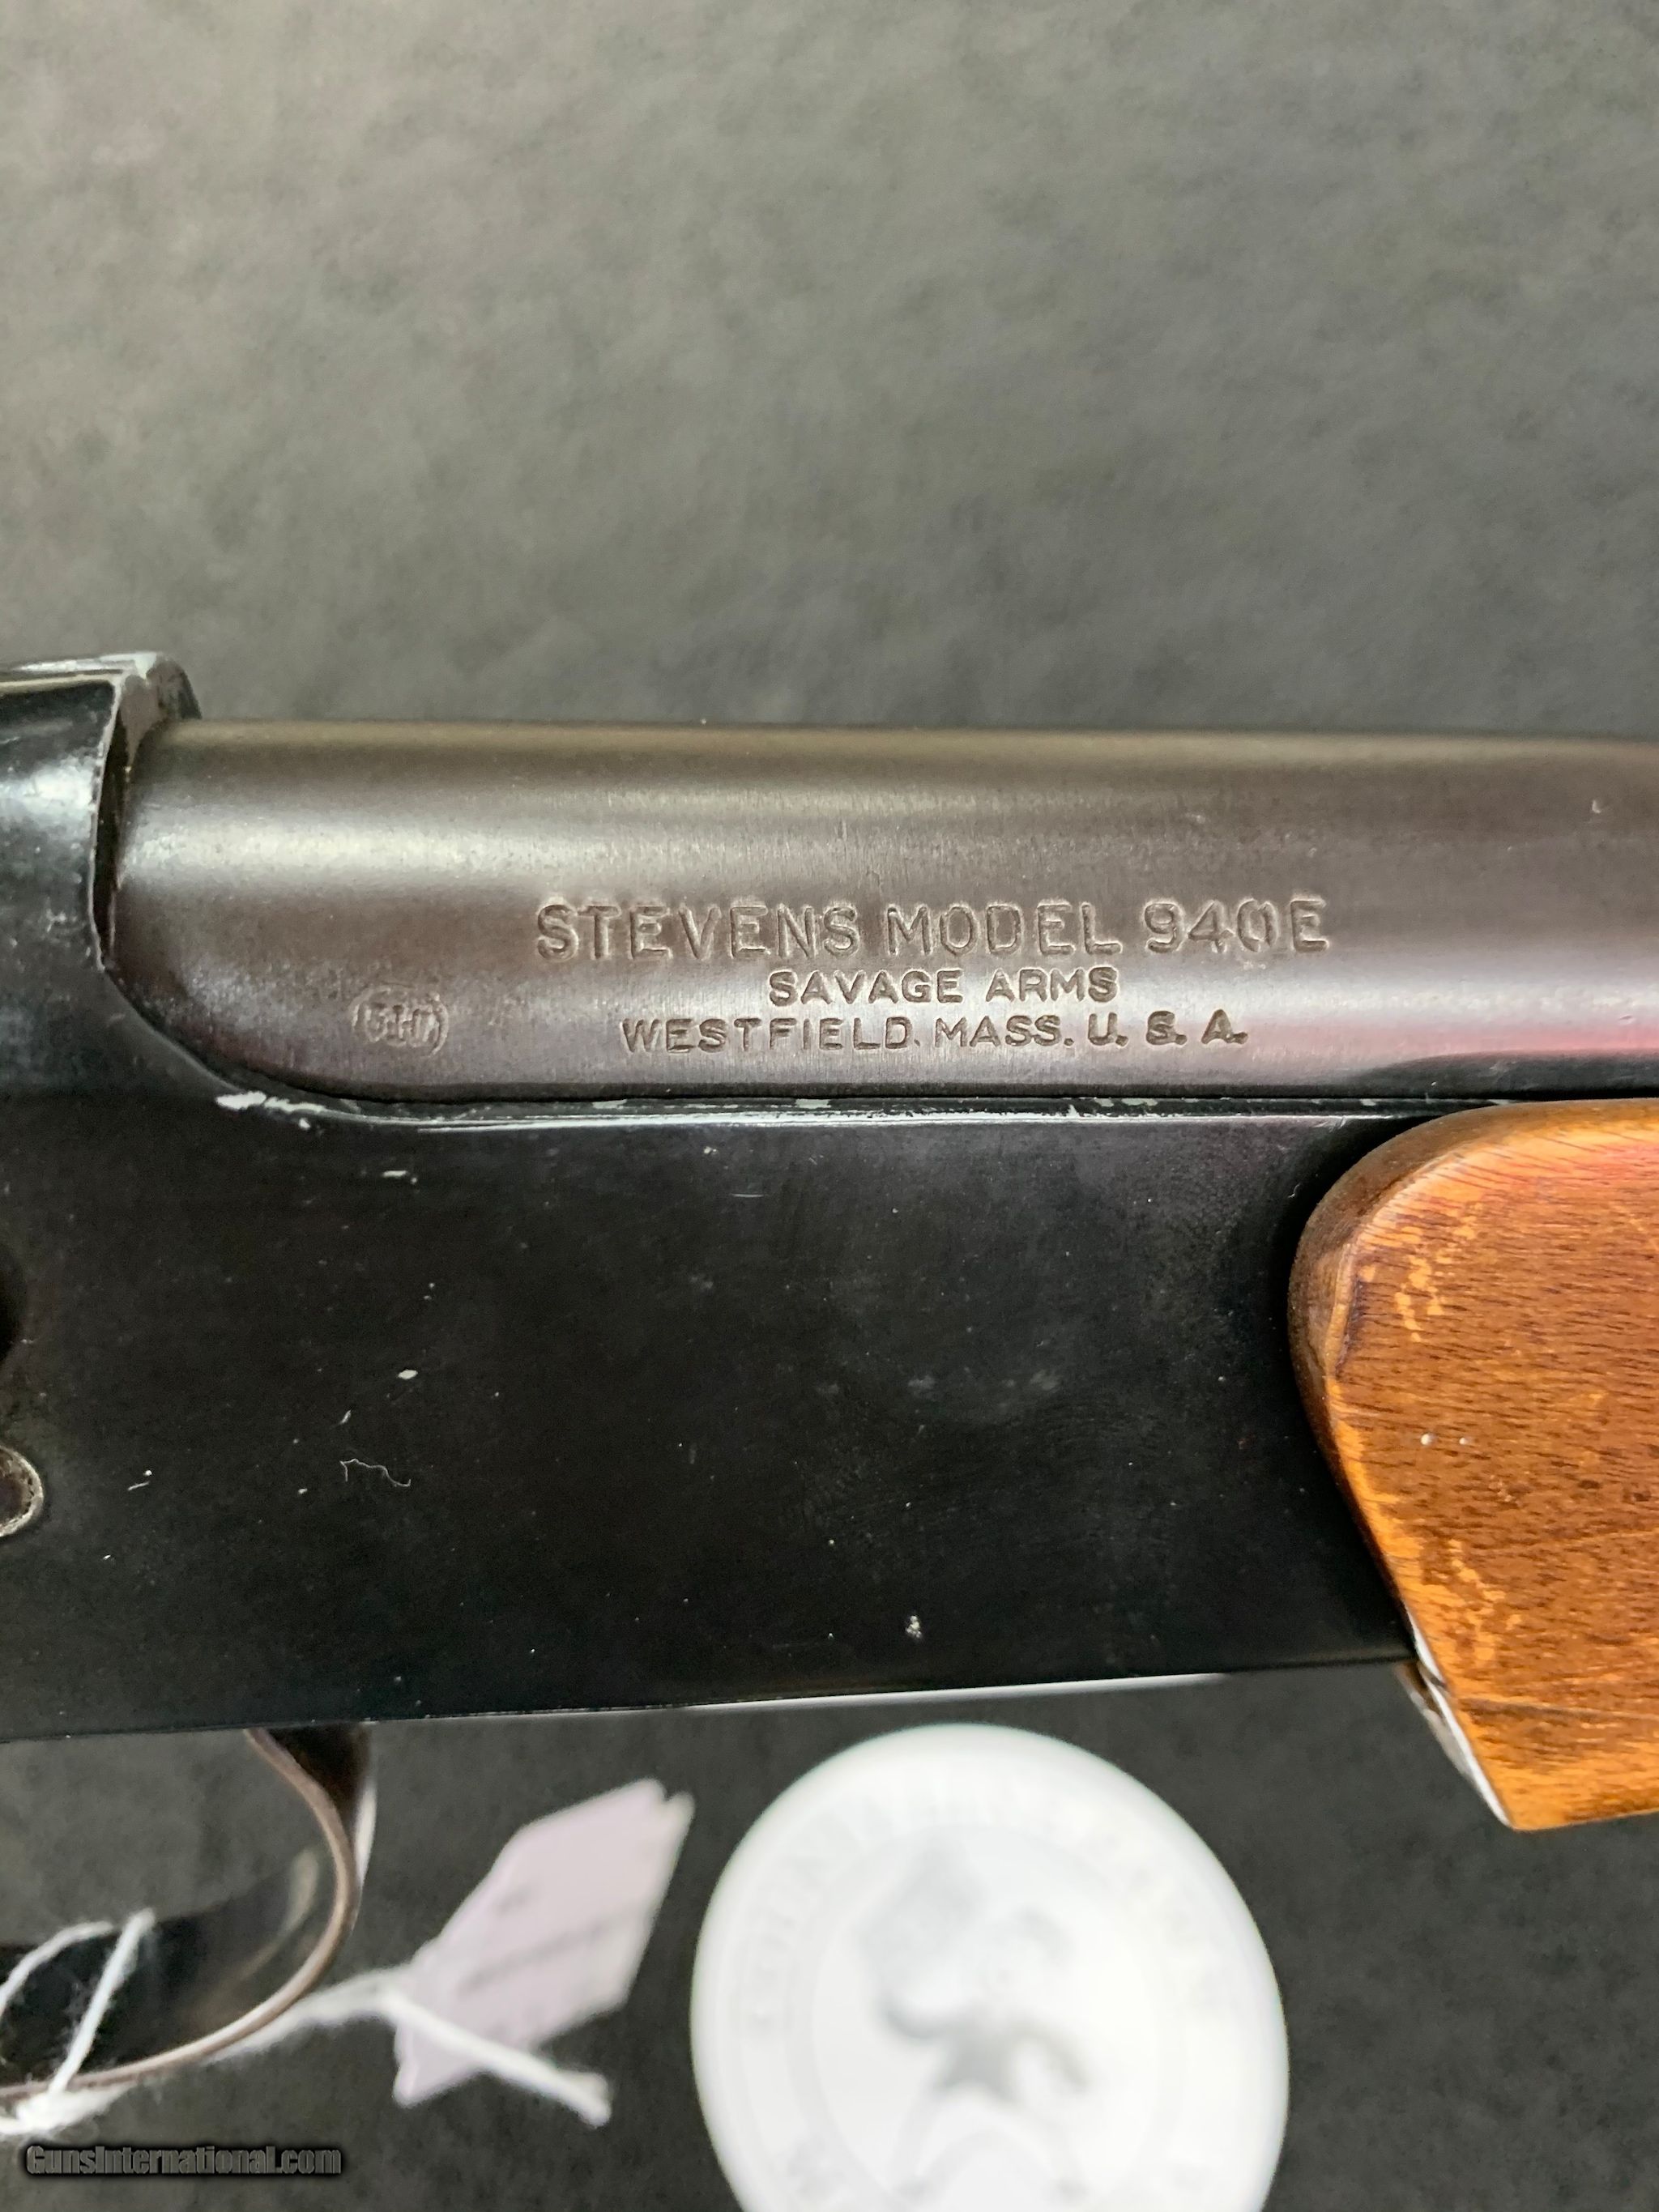 STEVENS MODEL 940E
SAVAGE ARMS
WESTFIELD. MASS. U. S. A.
GunsInternational.com